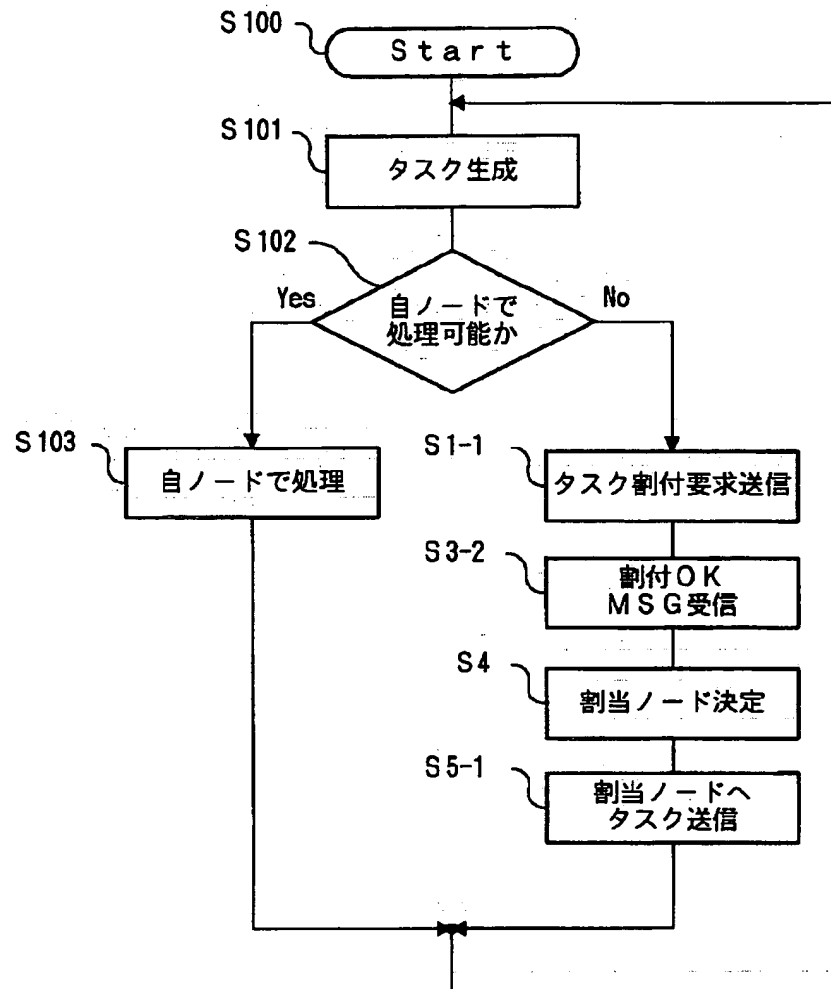 S100
Start
S101
タスク生成
S102
Yes
自ノードで
処理可能か
No
S103
自ノードで処理
S1-1
タスク割付要求送信
S3-2
割付OK
MSG受信
S4
割当ノード決定
S5-1
割当ノードへ
タスク送信